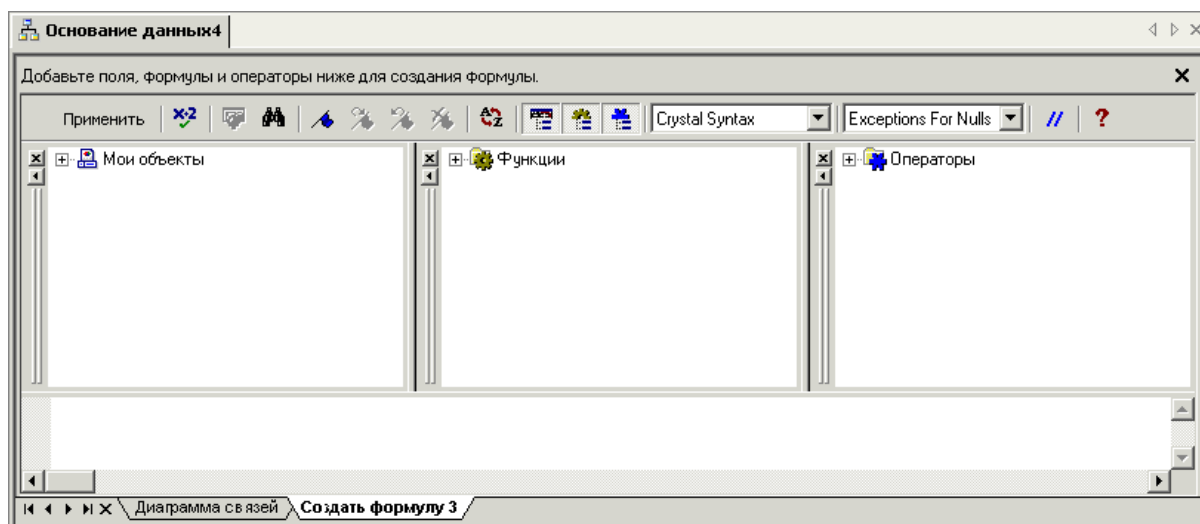 Основание данных4
Добавьте поля, формулы и операторы ниже для создания формулы.
Применить x·2 A Z Crystal Syntax Exceptions For Nulls // ?
Мои объекты Функции Операторы
Диаграмма связей Создать формулу 3